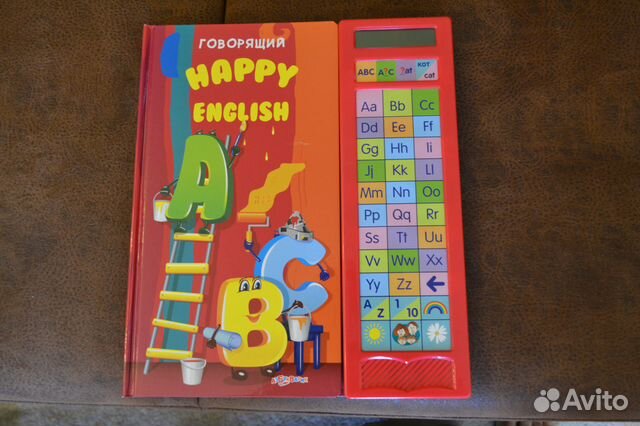 ГОВОРЯЩИЙ
HAPPY
ENGLISH
A
C
B
АЗБУКВАРИК
ABC A?C ?at кот cat
Aa Bb Cc
Dd Ee Ff
Gg Hh Ii
Jj Kk Ll
Mm Nn Oo
Pp Qq Rr
Ss Tt Uu
Vv Ww Xx
Yy Zz
A Z 1 10
Avito